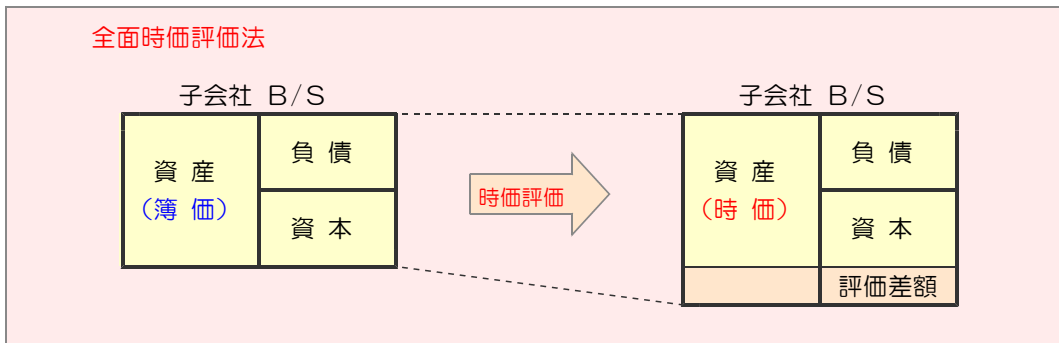 全面時価評価法
子会社 B/S
資 産
(簿 価)
負 債
資 本
時価評価
子会社 B/S
資 産
(時 価)
負 債
資 本
評価差額